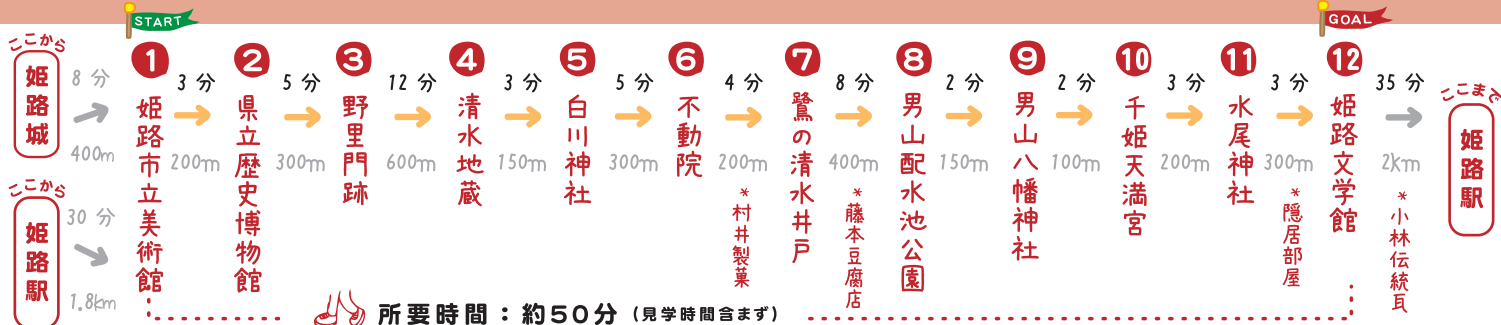 ここから
姫路城
8 分
400m
ここから
姫路駅
30 分
1.8km
START
1
姫路市立美術館
3 分
200m
2
県立歴史博物館
5 分
300m
3
野里門跡
12 分
600m
4
清水地蔵
3 分
150m
5
白川神社
5 分
300m
6
不動院
4 分
200m
*村井製菓
7
鷺の清水井戸
8 分
400m
*藤本豆腐店
8
男山配水池公園
2 分
150m
9
男山八幡神社
2 分
100m
10
千姫天満宮
3 分
200m
11
水尾神社
3 分
300m
*隠居部屋
GOAL
12
姫路文学館
35 分
2km
*小林伝統瓦
ここまで
姫路駅
所要時間：約50分（見学時間含まず）